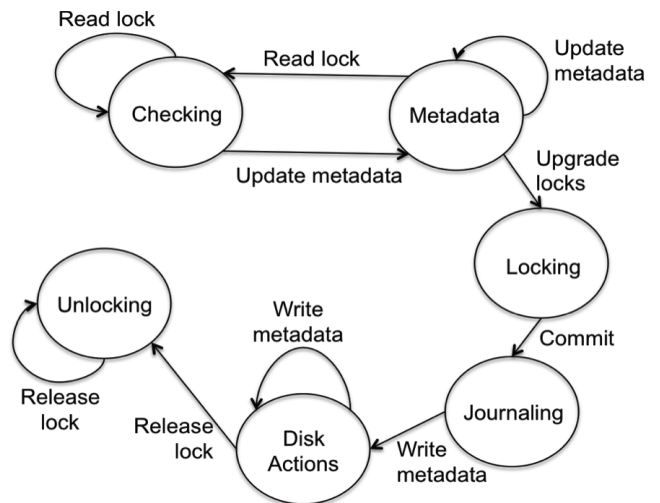 Read lock
Read lock
Update
metadata
Checking
Metadata
Update metadata
Upgrade
locks
Locking
Unlocking
Write
metadata
Commit
Release
lock
Release
lock
Disk
Actions
Journaling
Write
metadata